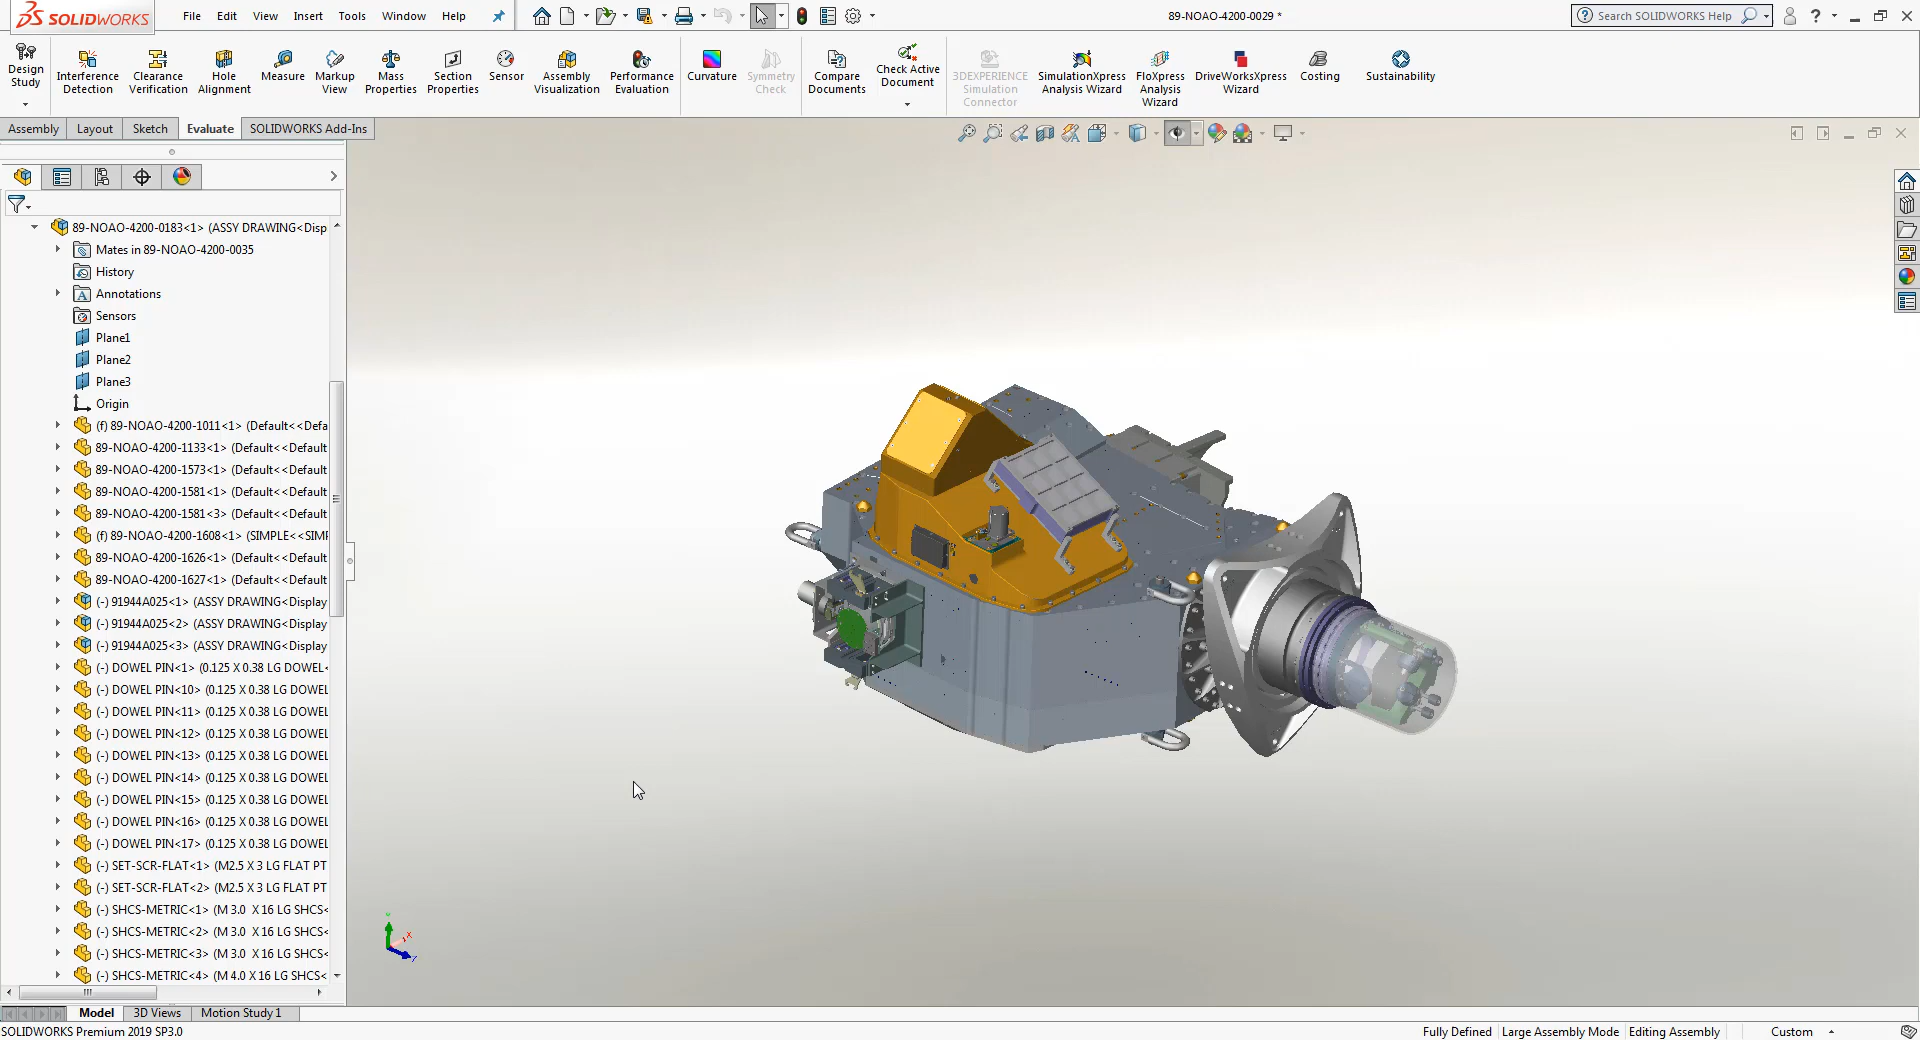 SOLIDWORKS
File Edit View Insert Tools Window Help
89-NOAO-4200-0029 *
Search SOLIDWORKS Help
?
Design Study
Interference Detection
Clearance Verification
Hole Alignment
Measure
Markup View
Mass Properties
Section Properties
Sensor
Assembly Visualization
Performance Evaluation
Curvature
Symmetry Check
Compare Documents
Check Active Document
3DEXPERIENCE Simulation Connector
SimulationXpress Analysis Wizard
FloXpress Analysis Wizard
DriveWorksXpress Wizard
Costing
Sustainability
Assembly Layout Sketch Evaluate SOLIDWORKS Add-Ins
89-NOAO-4200-0183<1> (ASSY DRAWING<Disp
Mates in 89-NOAO-4200-0035
History
Annotations
Sensors
Plane1
Plane2
Plane3
Origin
(f) 89-NOAO-4200-1011<1> (Default<<Defa
89-NOAO-4200-1133<1> (Default<<Default
89-NOAO-4200-1573<1> (Default<<Default
89-NOAO-4200-1581<1> (Default<<Default
89-NOAO-4200-1581<3> (Default<<Default
(f) 89-NOAO-4200-1608<1> (SIMPLE<<SIMP
89-NOAO-4200-1626<1> (Default<<Default
89-NOAO-4200-1627<1> (Default<<Default
(-) 91944A025<1> (ASSY DRAWING<Display
(-) 91944A025<2> (ASSY DRAWING<Display
(-) 91944A025<3> (ASSY DRAWING<Display
(-) DOWEL PIN<1> (0.125 X 0.38 LG DOWEL<
(-) DOWEL PIN<10> (0.125 X 0.38 LG DOWEL
(-) DOWEL PIN<11> (0.125 X 0.38 LG DOWEL
(-) DOWEL PIN<12> (0.125 X 0.38 LG DOWEL
(-) DOWEL PIN<13> (0.125 X 0.38 LG DOWEL
(-) DOWEL PIN<14> (0.125 X 0.38 LG DOWEL
(-) DOWEL PIN<15> (0.125 X 0.38 LG DOWEL
(-) DOWEL PIN<16> (0.125 X 0.38 LG DOWEL
(-) DOWEL PIN<17> (0.125 X 0.38 LG DOWEL
(-) SET-SCR-FLAT<1> (M2.5 X 3 LG FLAT PT
(-) SET-SCR-FLAT<2> (M2.5 X 3 LG FLAT PT
(-) SHCS-METRIC<1> (M 3.0 X 16 LG SHCS<
(-) SHCS-METRIC<2> (M 3.0 X 16 LG SHCS<
(-) SHCS-METRIC<3> (M 3.0 X 16 LG SHCS<
(-) SHCS-METRIC<4> (M 4.0 X 16 LG SHCS<
Model 3D Views Motion Study 1
SOLIDWORKS Premium 2019 SP3.0
Fully Defined Large Assembly Mode Editing Assembly Custom